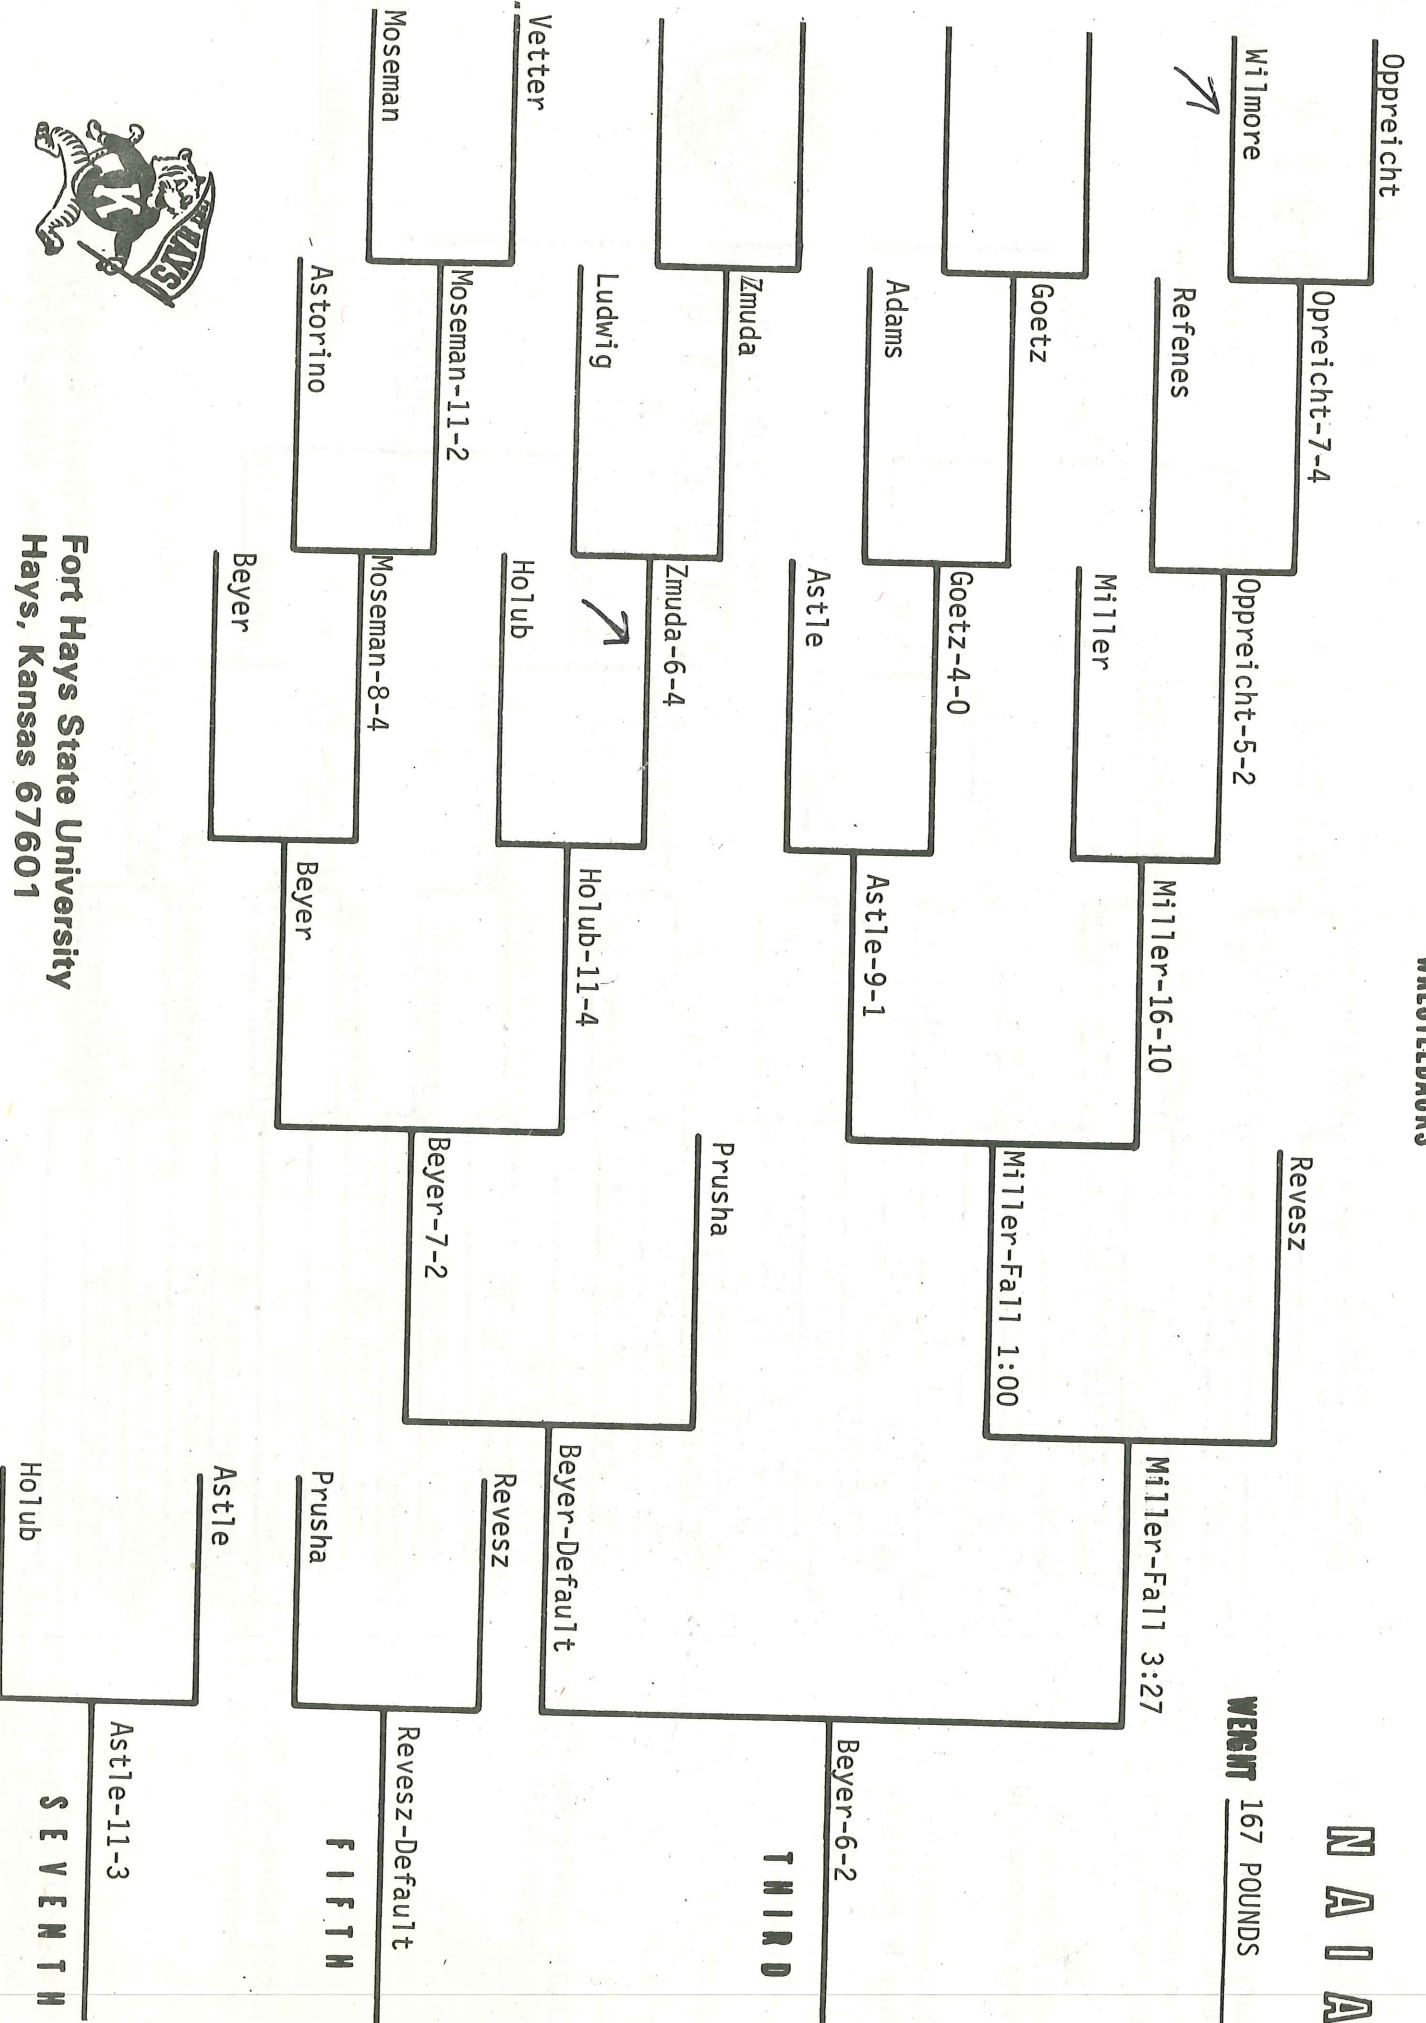 NAIA
WEIGHT 167 POUNDS
Oppreicht
Wilmore
Opreicht-7-4
Refenes
Oppreicht-5-2
Miller
Miller-16-10
Revesz
Goetz
Adams
Goetz-4-0
Astle
Astle-9-1
Miller-Fall 1:00
Miller-Fall 3:27
Zmuda
Ludwig
Zmuda-6-4
Holub
Holub-11-4
Prusha
Vetter
Moseman
Moseman-11-2
Astorino
Moseman-8-4
Beyer
Beyer
Beyer-7-2
Beyer-Default
Beyer-6-2
THIRD
Revesz
Prusha
Revesz-Default
FIFTH
Astle
Holub
Astle-11-3
SEVENTH
K
HAYS
Fort Hays State University
Hays, Kansas 67601